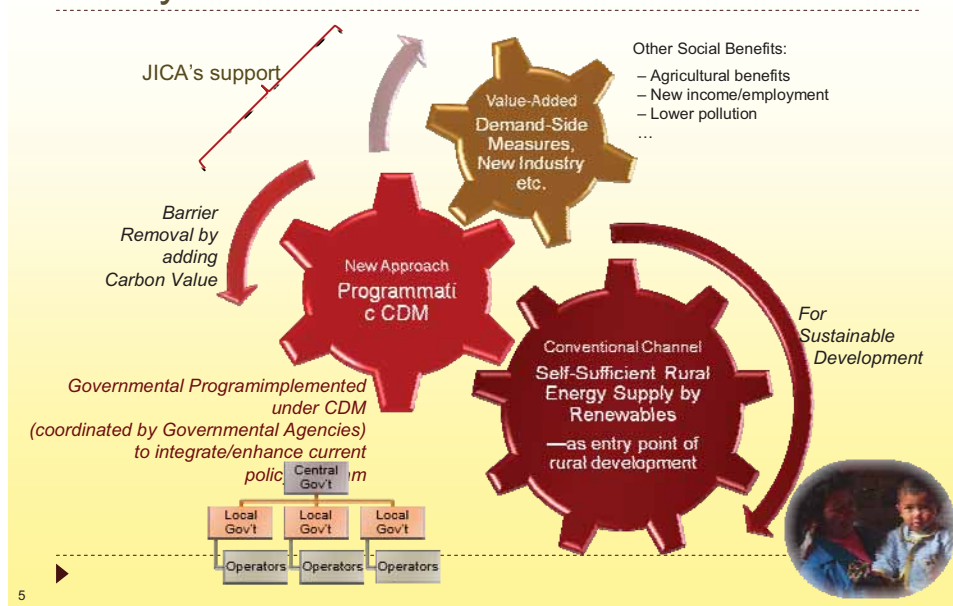 JICA's support
Other Social Benefits:
– Agricultural benefits
– New income/employment
– Lower pollution
…
Value-Added
Demand-Side
Measures,
New Industry
etc.
Barrier
Removal by
adding
Carbon Value
New Approach
Programmati
c CDM
For
Sustainable
Development
Conventional Channel
Self-Sufficient Rural
Energy Supply by
Renewables
—as entry point of
rural development
Governmental Programimplemented
under CDM
(coordinated by Governmental Agencies)
to integrate/enhance current
Central
Gov't
Local
Gov't
Local
Gov't
Local
Gov't
Operators
Operators
Operators
5